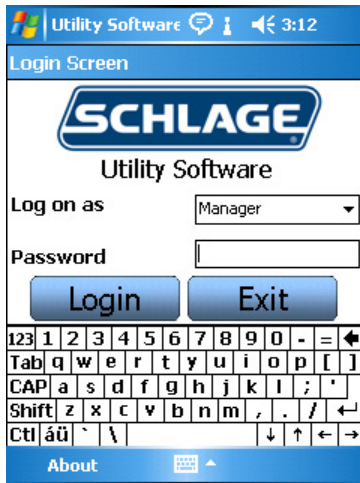 Utility Software 3:12
Login Screen
SCHLAGE
Utility Software
Log on as Manager
Password
Login Exit
123 1 2 3 4 5 6 7 8 9 0 - =
Tab q w e r t y u i o p [ ]
CAP a s d f g h j k l ; '
Shift z x c v b n m , . /
Ctl áü ` \
About